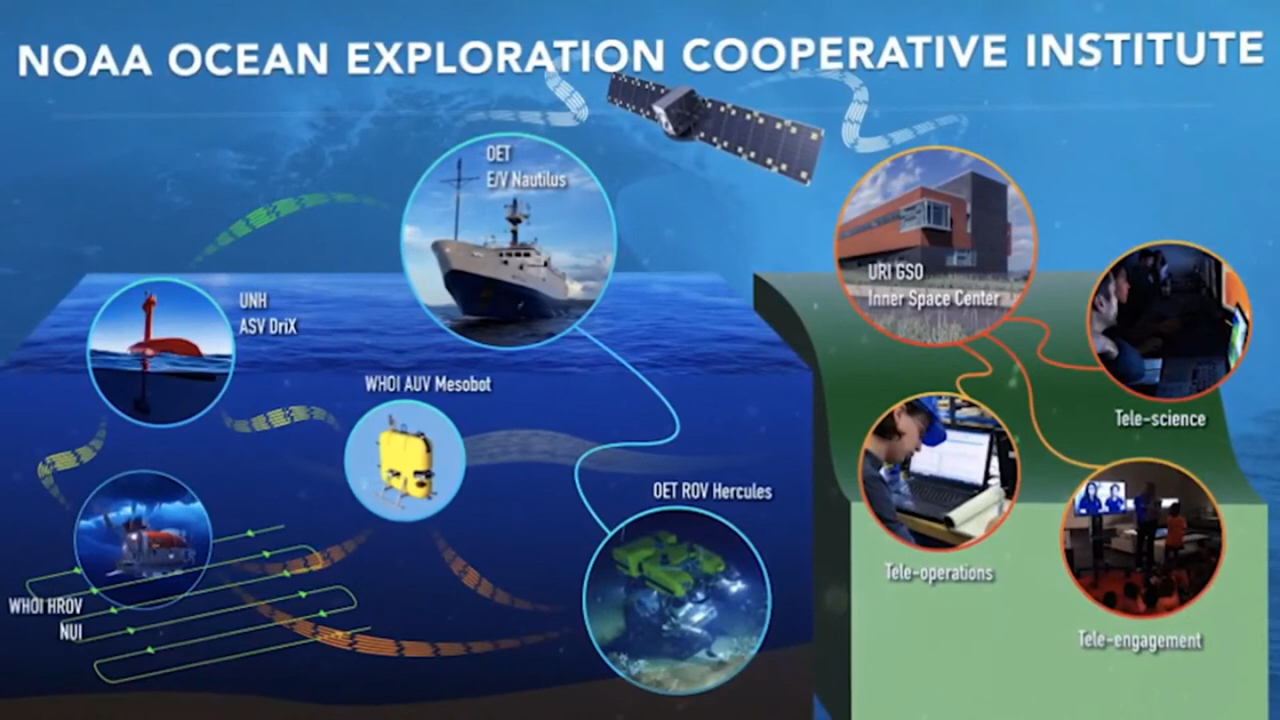 NOAA OCEAN EXPLORATION COOPERATIVE INSTITUTE
OET
E/V Nautilus
URI GSO
Inner Space Center
UNH
ASV DriX
WHOI AUV Mesobot
Tele-science
OET ROV Hercules
Tele-operations
WHOI HROV
NUI
Tele-engagement